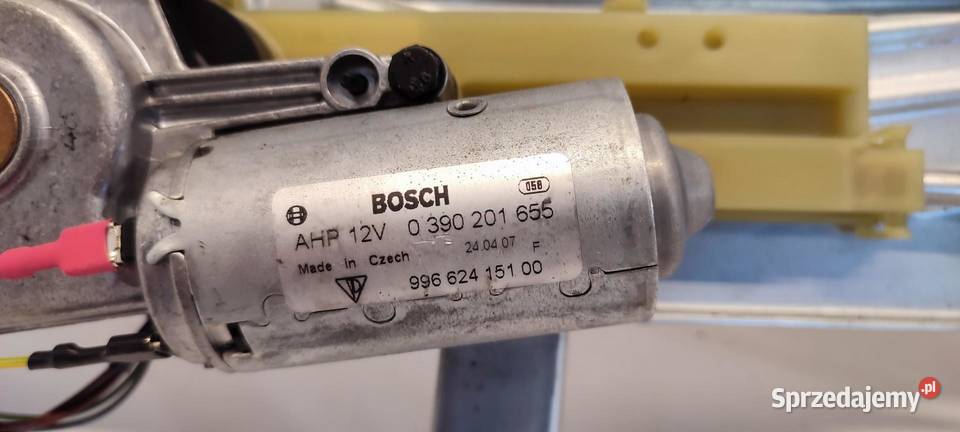 058
BOSCH
AHP 12V 0 390 201 655
24.04.07 F
Made in Czech
996 624 151 00
Sprzedajemy.pl